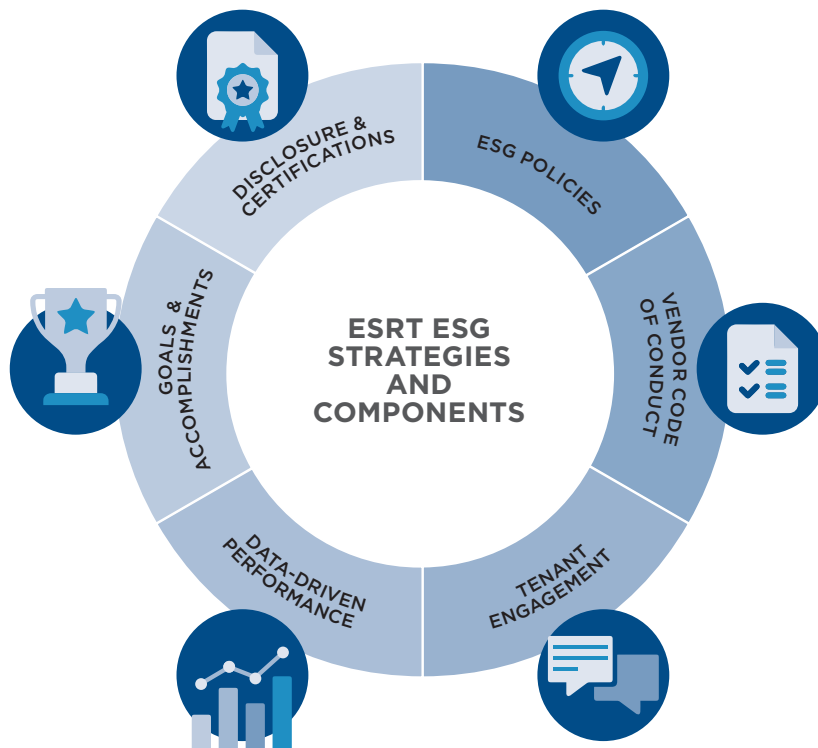 ESRT ESG
STRATEGIES
AND
COMPONENTS
ESG POLICIES
VENDOR CODE
OF CONDUCT
TENANT
ENGAGEMENT
DATA-DRIVEN
PERFORMANCE
GOALS &
ACCOMPLISHMENTS
DISCLOSURE &
CERTIFICATIONS